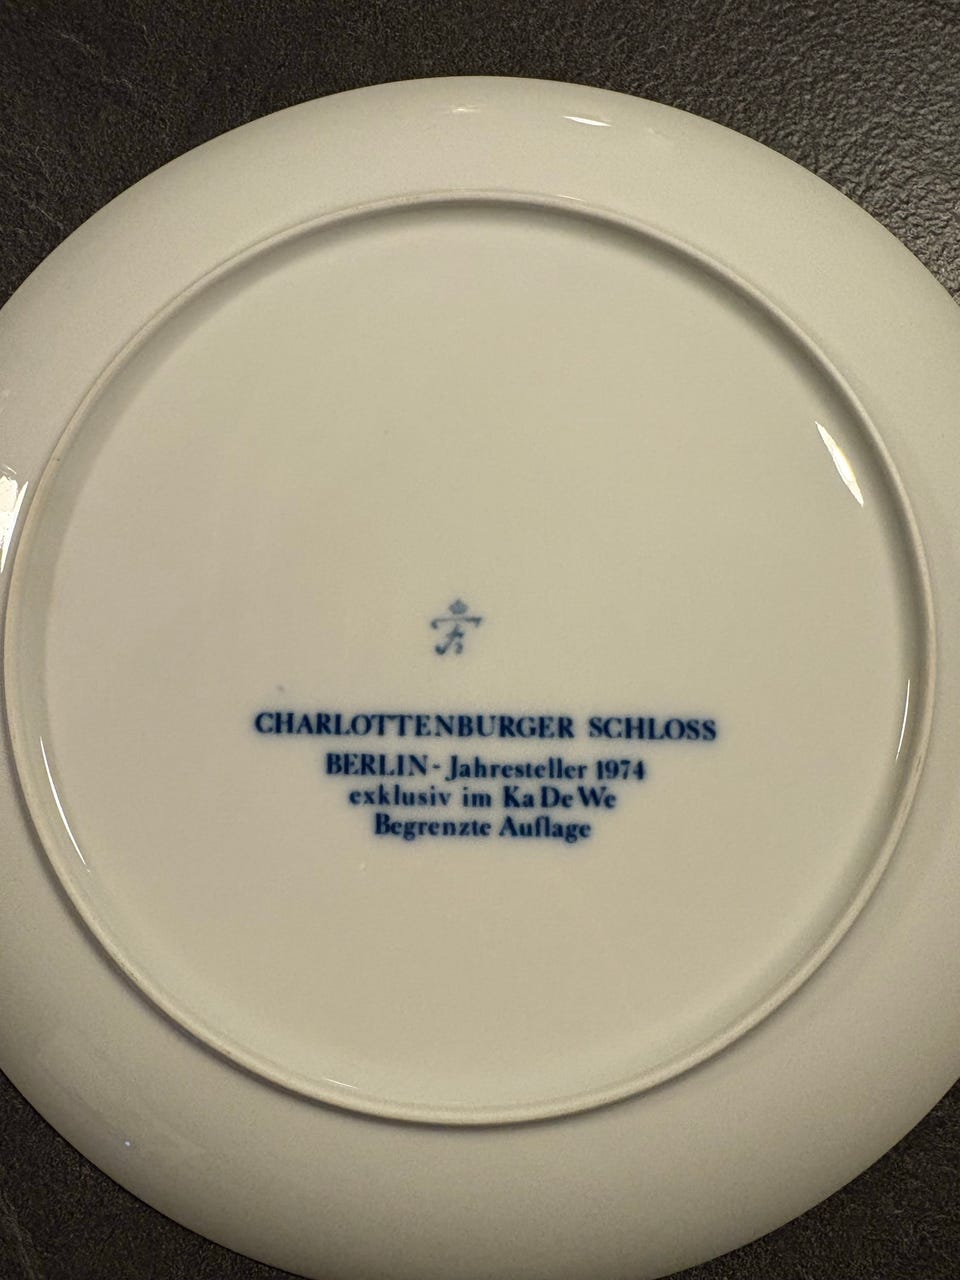 CHARLOTTENBURGER SCHLOSS
BERLIN - Jahresteller 1974
exklusiv im Ka De We
Begrenzte Auflage